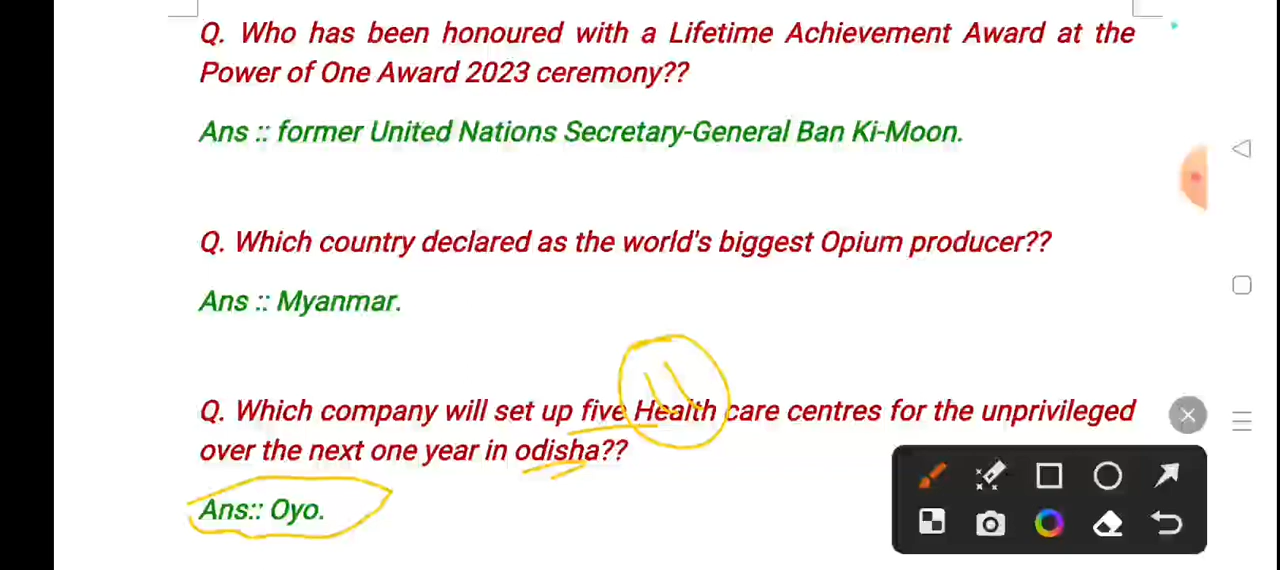 Q. Who has been honoured with a Lifetime Achievement Award at the
Power of One Award 2023 ceremony??
Ans :: former United Nations Secretary-General Ban Ki-Moon.
Q. Which country declared as the world's biggest Opium producer??
Ans :: Myanmar.
Q. Which company will set up five Health care centres for the unprivileged
over the next one year in odisha??
Ans:: Oyo.